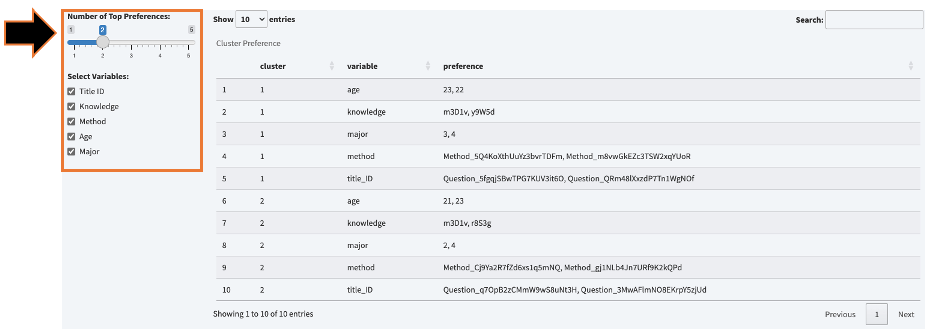 Number of Top Preferences:
1 2 5
1 2 3 4 5
Select Variables:
Title ID
Knowledge
Method
Age
Major
Show 10 entries
Search:
Cluster Preference
cluster variable preference
1 1 age 23, 22
2 1 knowledge m3D1v, y9W5d
3 1 major 3, 4
4 1 method Method_5Q4KoXthUuYz3bvrTDFm, Method_m8vwGkEZc3TSW2xqYUoR
5 1 title_ID Question_5fgqjSBwTPG7KUV3it6O, Question_QRm48lXxzdP7Tn1WgNOf
6 2 age 21, 23
7 2 knowledge m3D1v, r8S3g
8 2 major 2, 4
9 2 method Method_Cj9Ya2R7fZd6xs1q5mNQ, Method_gj1NLb4Jn7URf9K2kQPd
10 2 title_ID Question_q7OpB2zCMmW9wS8uNt3H, Question_3MwAFlmNO8EKrpY5zjUd
Showing 1 to 10 of 10 entries
Previous 1 Next